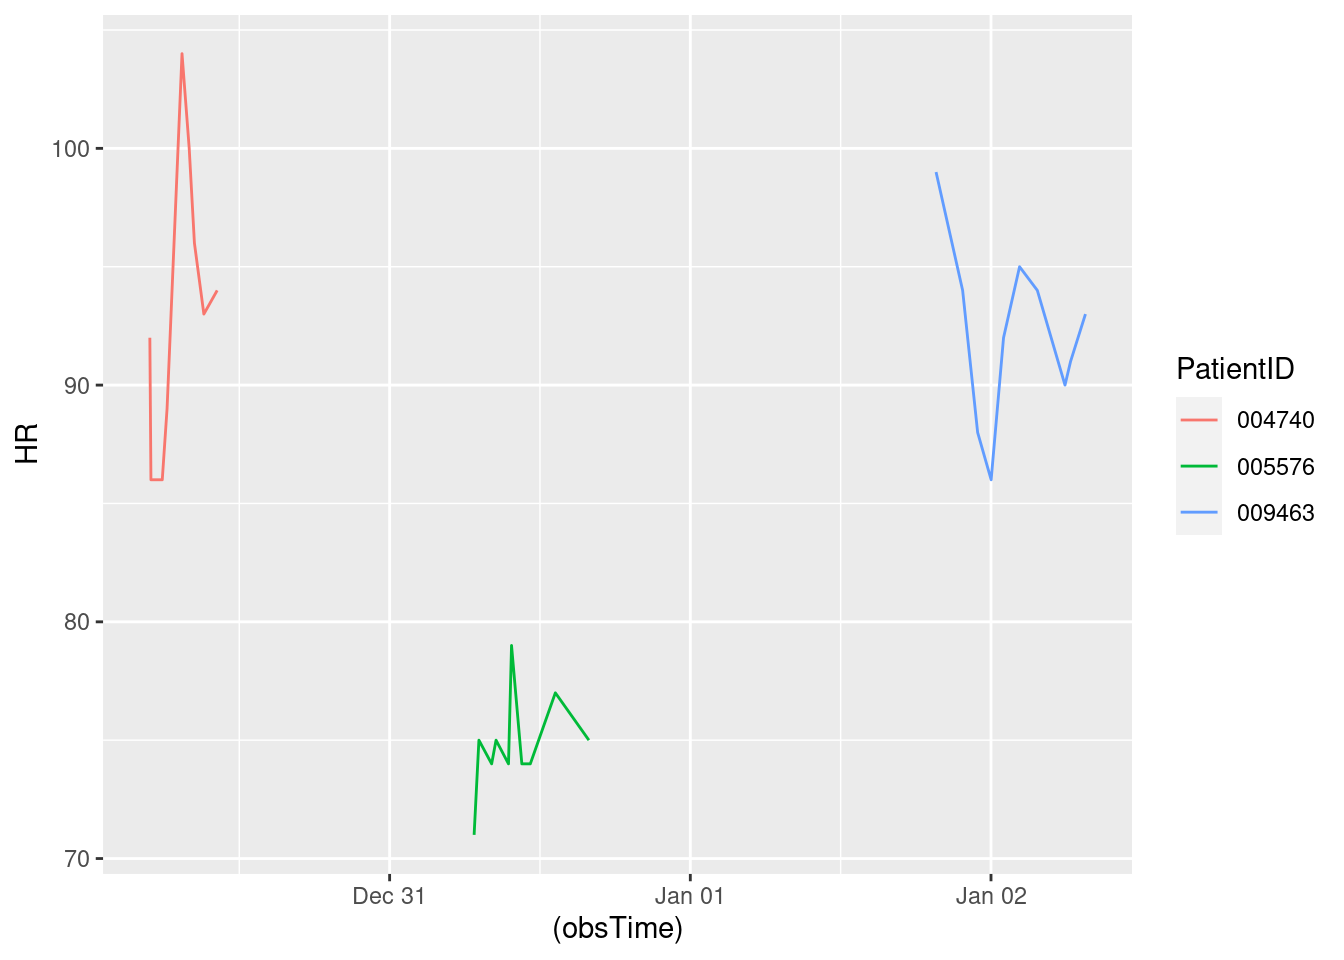 100
90
80
70
HR
Dec 31
Jan 01
Jan 02
(obsTime)
PatientID
004740
005576
009463